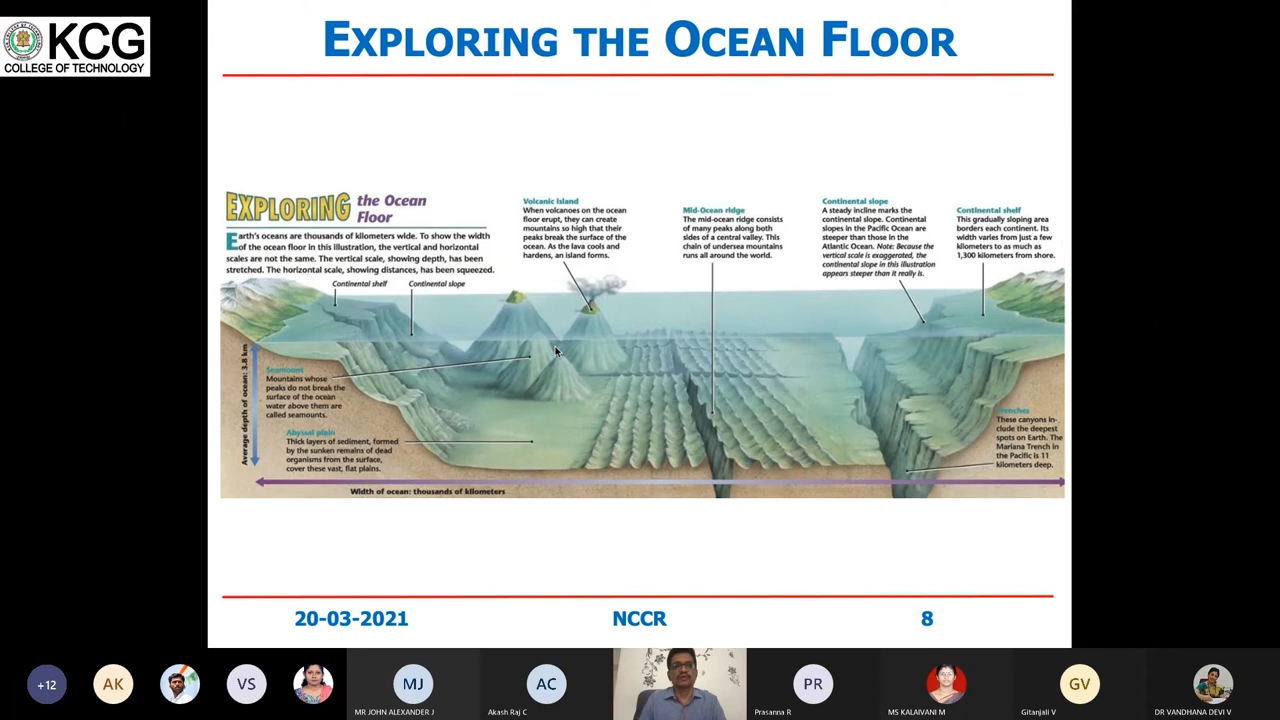 KCG
COLLEGE OF TECHNOLOGY
EXPLORING THE OCEAN FLOOR
EXPLORING the Ocean
Floor
Earth's oceans are thousands of kilometers wide. To show the width
of the ocean floor in this illustration, the vertical and horizontal
scales are not the same. The vertical scale, showing depth, has been
stretched. The horizontal scale, showing distances, has been squeezed.
Continental shelf
Continental slope
Volcanic island
When volcanoes on the ocean
floor erupt, they can create
mountains so high that their
peaks break the surface of the
ocean. As the lava cools and
hardens, an island forms.
Mid-Ocean ridge
The mid-ocean ridge consists
of many peaks along both
sides of a central valley. This
chain of undersea mountains
runs all around the world.
Continental slope
A steady incline marks the
continental slope. Continental
slopes in the Pacific Ocean are
steeper than those in the
Atlantic Ocean. Note: Because the
vertical scale is exaggerated, the
continental slope in this illustration
appears steeper than it really is.
Continental shelf
This gradually sloping area
borders each continent. Its
width varies from just a few
kilometers to as much as
1,300 kilometers from shore.
Average depth of ocean: 3.8 km
Seamount
Mountains whose
peaks do not break the
surface of the ocean
water above them are
called seamounts.
Abyssal plain
Thick layers of sediment, formed
by the sunken remains of dead
organisms from the surface,
cover these vast, flat plains.
Trenches
These canyons in-
clude the deepest
spots on Earth. The
Mariana Trench in
the Pacific is 11
kilometers deep.
Width of ocean: thousands of kilometers
20-03-2021
NCCR
8
+12
AK
VS
MJ
MR JOHN ALEXANDER J
AC
Akash Raj C
PR
Prasanna R
MS KALAIVANI M
GV
Gitanjali V
DR VANDHANA DEVI V